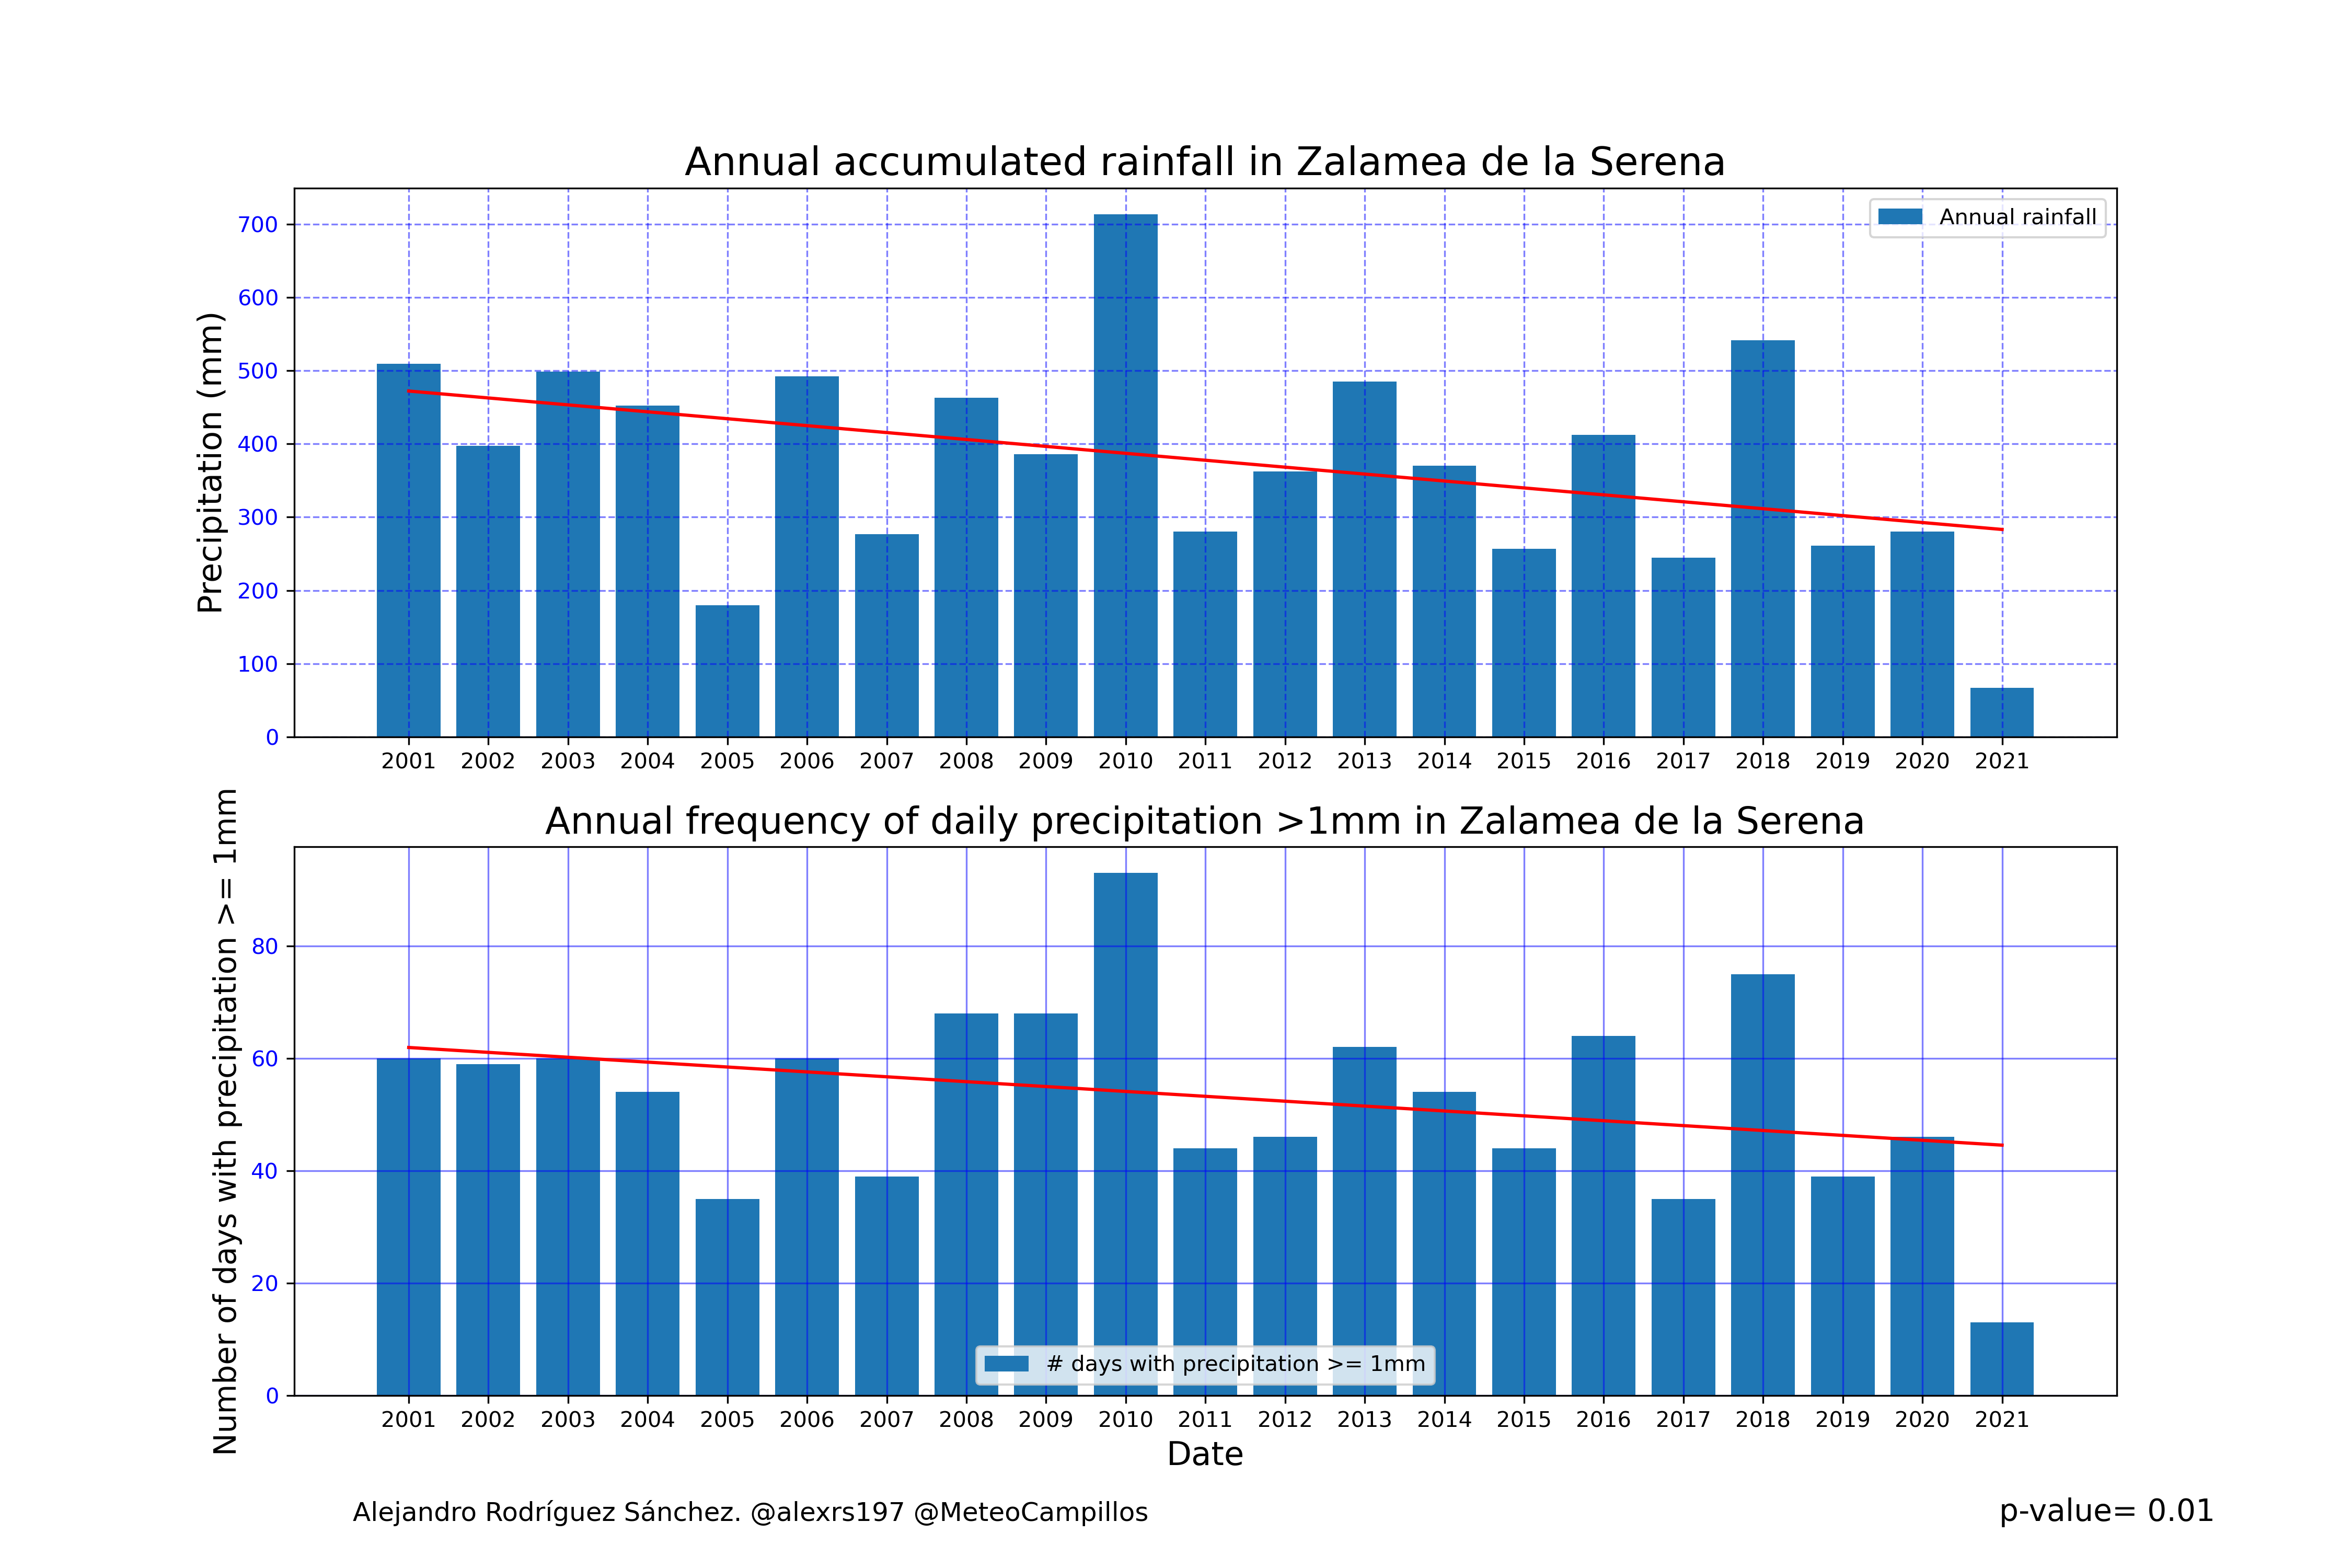 Annual accumulated rainfall in Zalamea de la Serena
Annual rainfall
Precipitation (mm)
700
600
500
400
300
200
100
0
2001 2002 2003 2004 2005 2006 2007 2008 2009 2010 2011 2012 2013 2014 2015 2016 2017 2018 2019 2020 2021
Annual frequency of daily precipitation >1mm in Zalamea de la Serena
Number of days with precipitation >= 1mm
80
60
40
20
0
# days with precipitation >= 1mm
2001 2002 2003 2004 2005 2006 2007 2008 2009 2010 2011 2012 2013 2014 2015 2016 2017 2018 2019 2020 2021
Date
Alejandro Rodríguez Sánchez. @alexrs197 @MeteoCampillos
p-value= 0.01